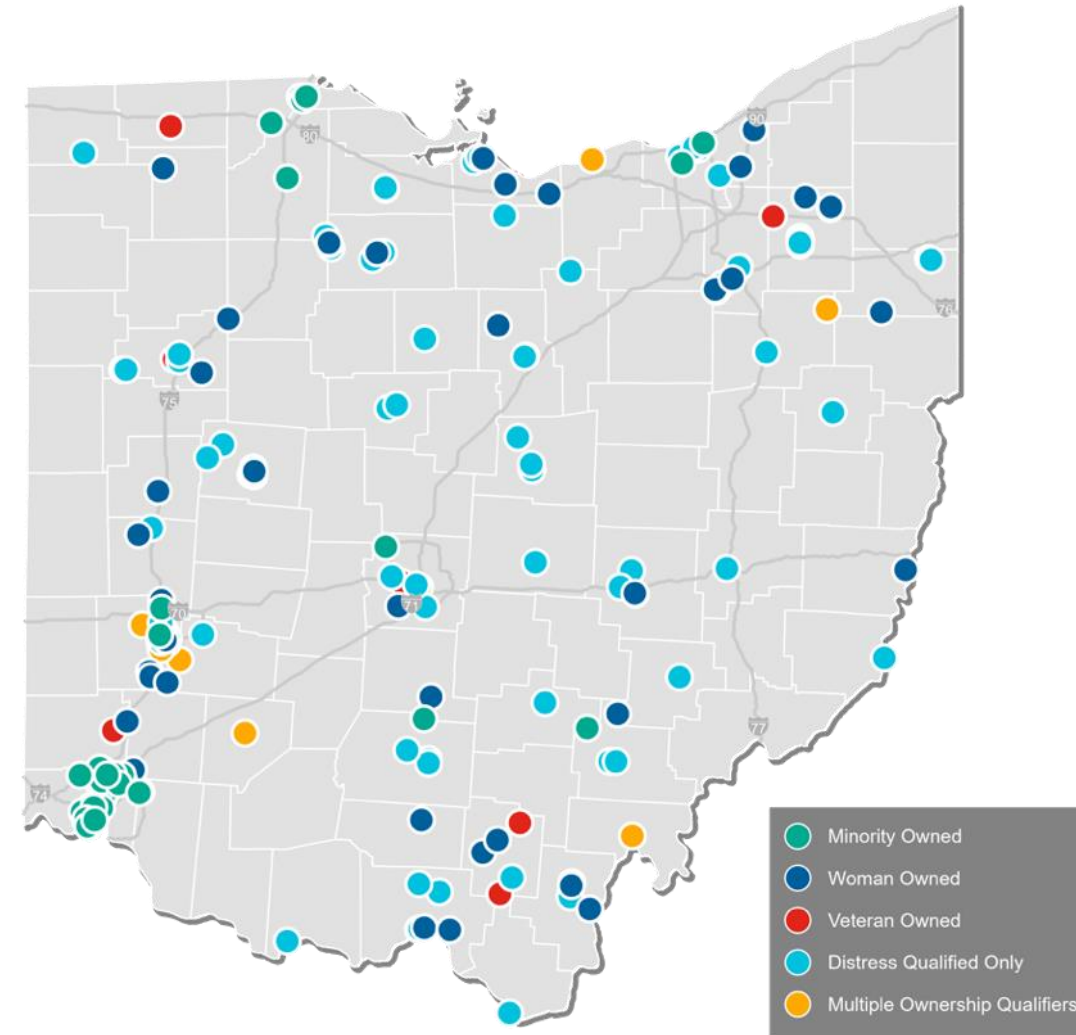 90
80
76
75
71
70
77
74
Minority Owned
Woman Owned
Veteran Owned
Distress Qualified Only
Multiple Ownership Qualifiers